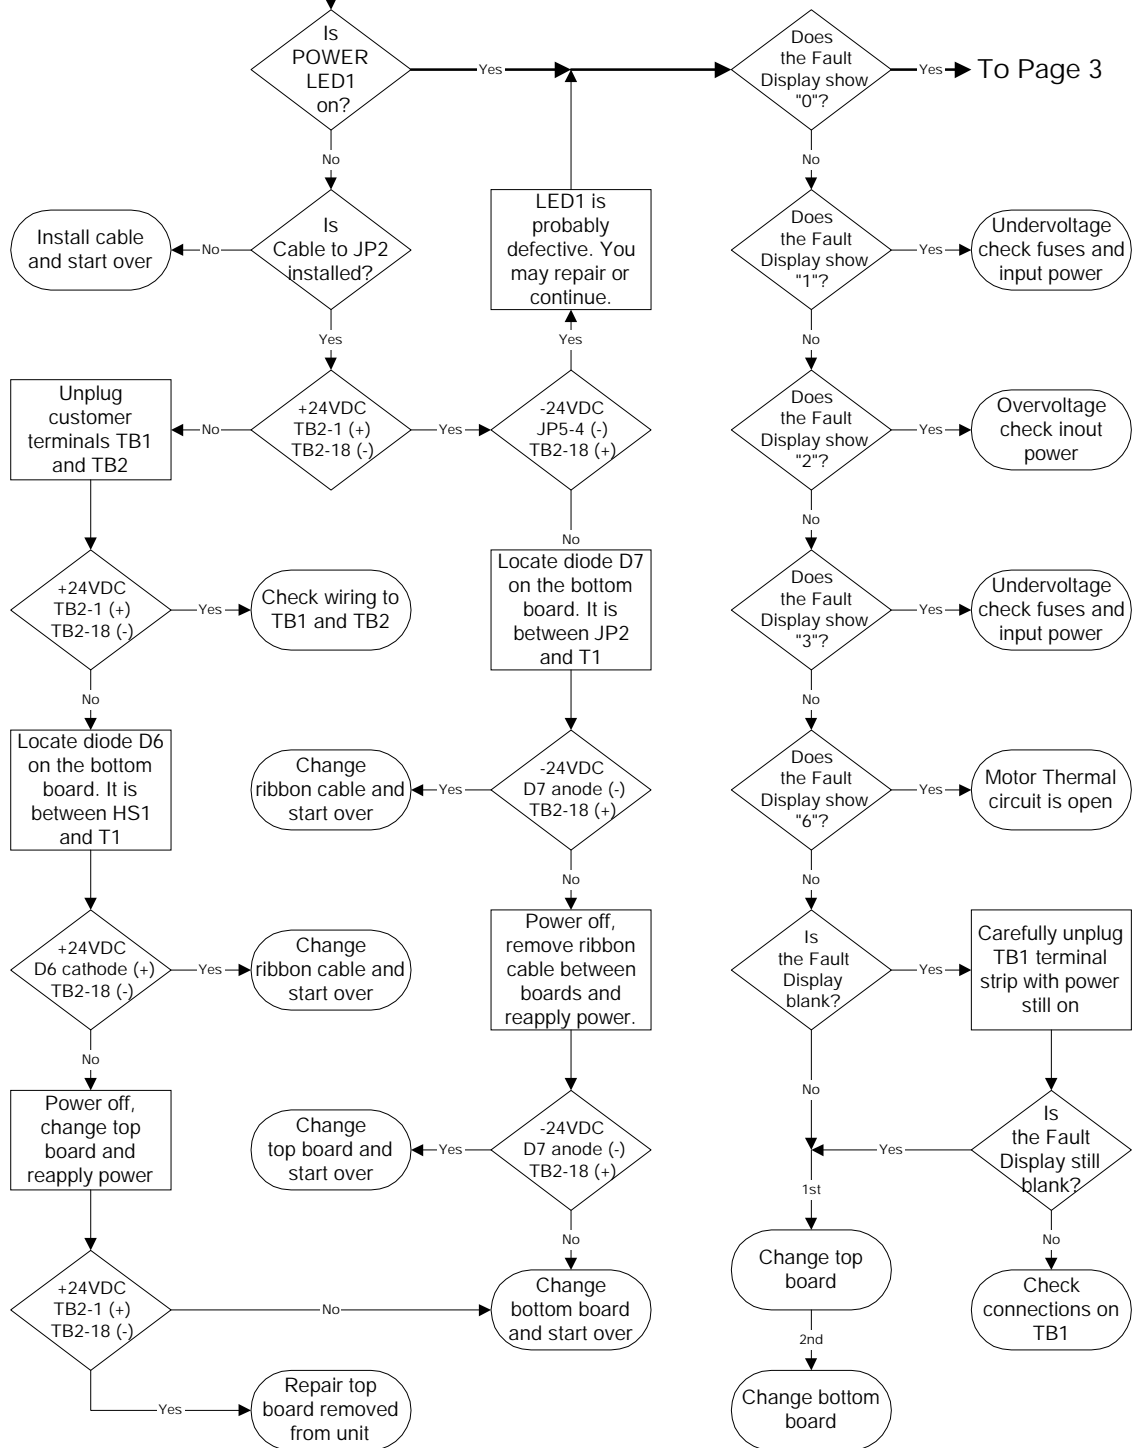 Is
POWER
LED1
on?
Yes
Does
the Fault
Display show
"0"?
Yes
To Page 3
No
No
Install cable
and start over
No
Is
Cable to JP2
installed?
LED1 is
probably
defective. You
may repair or
continue.
Does
the Fault
Display show
"1"?
Yes
Undervoltage
check fuses and
input power
Yes
Yes
No
Unplug
customer
terminals TB1
and TB2
No
+24VDC
TB2-1 (+)
TB2-18 (-)
Yes
-24VDC
JP5-4 (-)
TB2-18 (+)
Does
the Fault
Display show
"2"?
Yes
Overvoltage
check inout
power
No
No
+24VDC
TB2-1 (+)
TB2-18 (-)
Yes
Check wiring to
TB1 and TB2
Locate diode D7
on the bottom
board. It is
between JP2
and T1
Does
the Fault
Display show
"3"?
Yes
Undervoltage
check fuses and
input power
No
No
Locate diode D6
on the bottom
board. It is
between HS1
and T1
Change
ribbon cable and
start over
Yes
-24VDC
D7 anode (-)
TB2-18 (+)
Does
the Fault
Display show
"6"?
Yes
Motor Thermal
circuit is open
No
No
+24VDC
D6 cathode (+)
TB2-18 (-)
Yes
Change
ribbon cable and
start over
Power off,
remove ribbon
cable between
boards and
reapply power.
Is
the Fault
Display
blank?
Yes
Carefully unplug
TB1 terminal
strip with power
still on
No
No
Power off,
change top
board and
reapply power
Change
top board and
start over
Yes
-24VDC
D7 anode (-)
TB2-18 (+)
Yes
Is
the Fault
Display still
blank?
1st
No
No
+24VDC
TB2-1 (+)
TB2-18 (-)
No
Change
bottom board
and start over
Change top
board
Check
connections on
TB1
2nd
Yes
Repair top
board removed
from unit
Change bottom
board